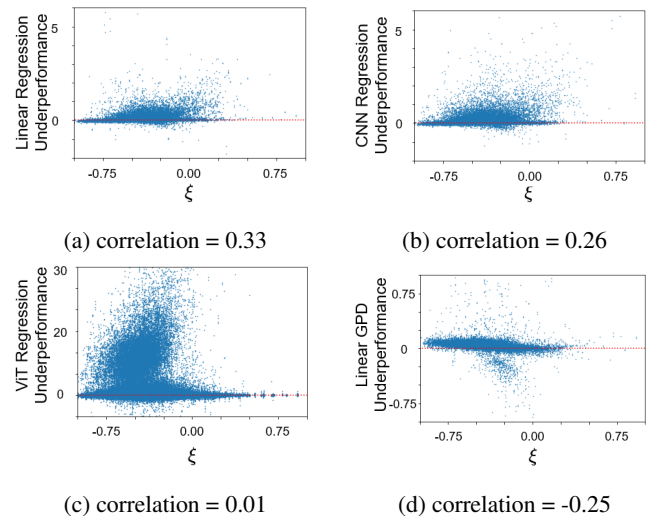 Linear Regression
Underperformance
5
0
-0.75
0.00
0.75
ξ
(a) correlation = 0.33
CNN Regression
Underperformance
5
0
-0.75
0.00
0.75
ξ
(b) correlation = 0.26
ViT Regression
Underperformance
30
20
0
-0.75
0.00
0.75
ξ
(c) correlation = 0.01
Linear GPD
Underperformance
0.75
0
-0.75
-0.75
0.00
0.75
ξ
(d) correlation = -0.25